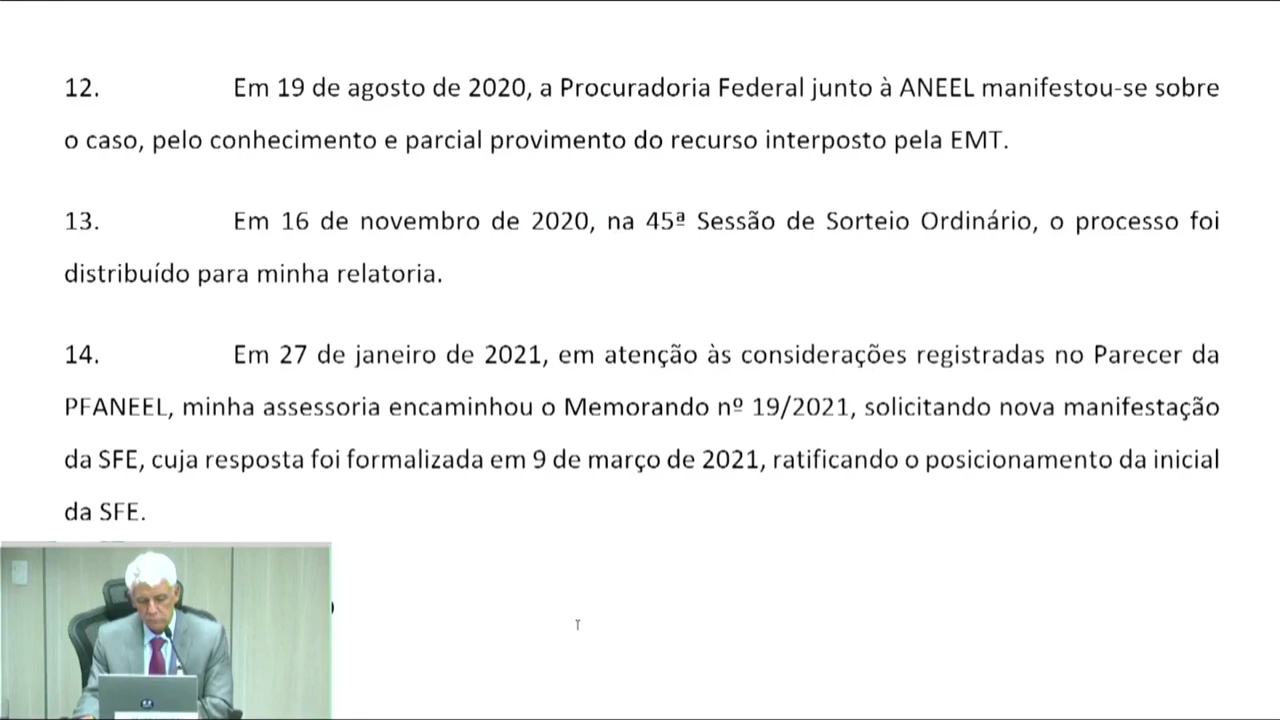 12. Em 19 de agosto de 2020, a Procuradoria Federal junto à ANEEL manifestou-se sobre
o caso, pelo conhecimento e parcial provimento do recurso interposto pela EMT.
13. Em 16 de novembro de 2020, na 45ª Sessão de Sorteio Ordinário, o processo foi
distribuído para minha relatoria.
14. Em 27 de janeiro de 2021, em atenção às considerações registradas no Parecer da
PFANEEL, minha assessoria encaminhou o Memorando nº 19/2021, solicitando nova manifestação
da SFE, cuja resposta foi formalizada em 9 de março de 2021, ratificando o posicionamento da inicial
da SFE.